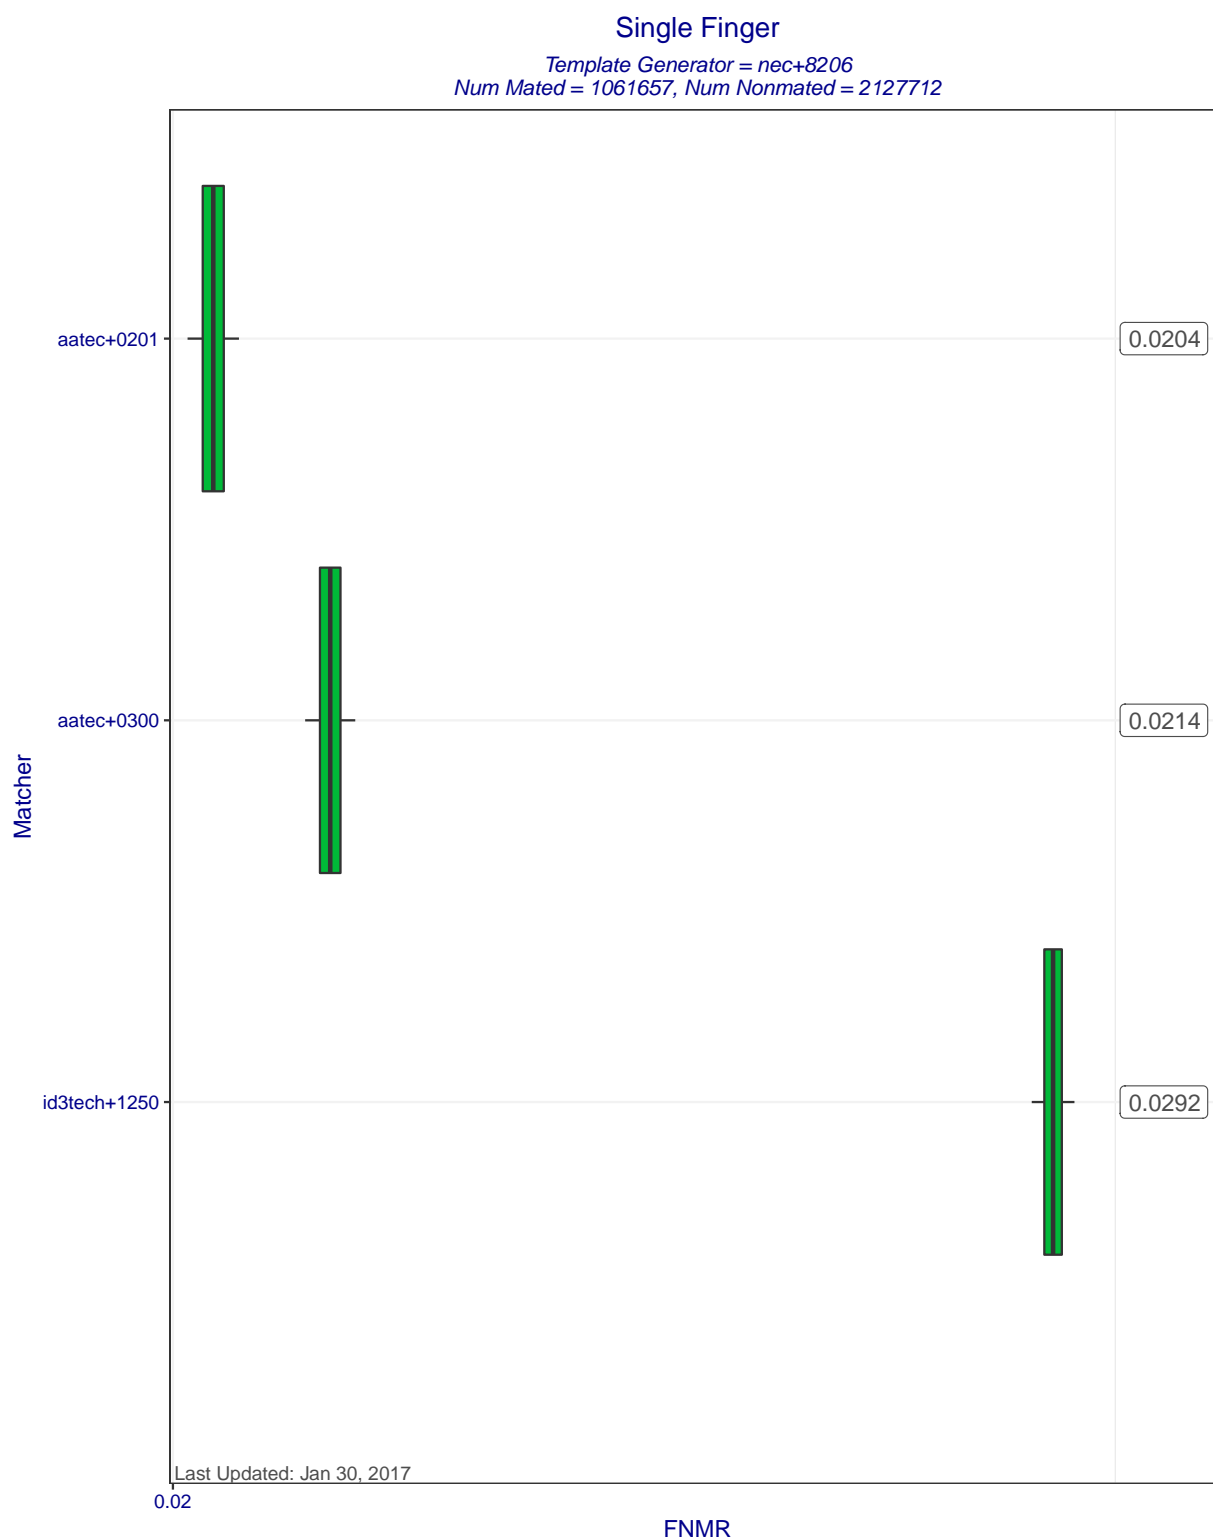 Single Finger
Template Generator = nec+8206
Num Mated = 1061657, Num Nonmated = 2127712
aatec+0201
0.0204
aatec+0300
0.0214
Matcher
id3tech+1250
0.0292
Last Updated: Jan 30, 2017
0.02
FNMR